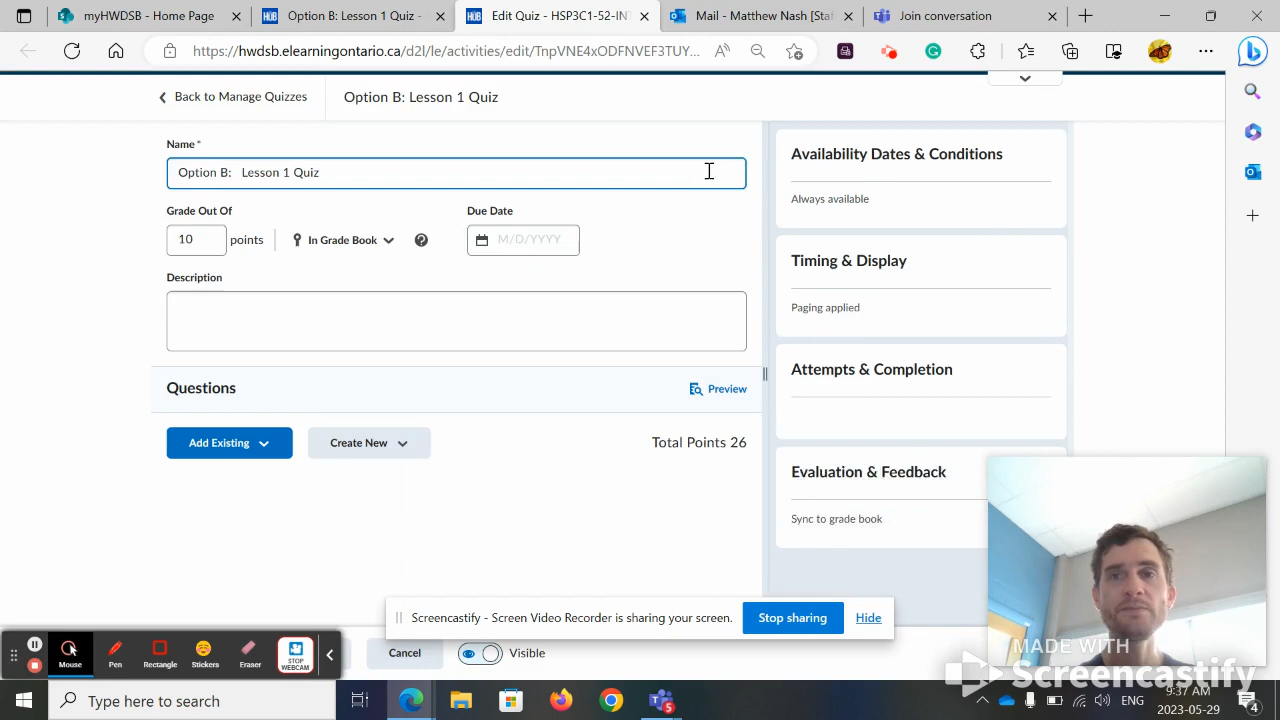 myHWDSB - Home Page
Option B: Lesson 1 Quiz -
Edit Quiz - HSP3C1-52-INT
Mail - Matthew Nash [Staf
Join conversation
https://hwdsb.elearningontario.ca/d2l/le/activities/edit/TnpVNE4xODFNVEF3TUY...
Back to Manage Quizzes
Option B: Lesson 1 Quiz
Name *
Option B: Lesson 1 Quiz
Grade Out Of
Due Date
10 points
In Grade Book
M/D/YYYY
Description
Questions
Preview
Add Existing
Create New
Total Points 26
Availability Dates & Conditions
Always available
Timing & Display
Paging applied
Attempts & Completion
Evaluation & Feedback
Sync to grade book
Screencastify - Screen Video Recorder is sharing your screen.
Stop sharing
Hide
Mouse
Pen
Rectangle
Stickers
Eraser
STOP WEBCAM
Cancel
Visible
MADE WITH
Screencastify
Type here to search
5
ENG
9:37 AM
2023-05-29
4